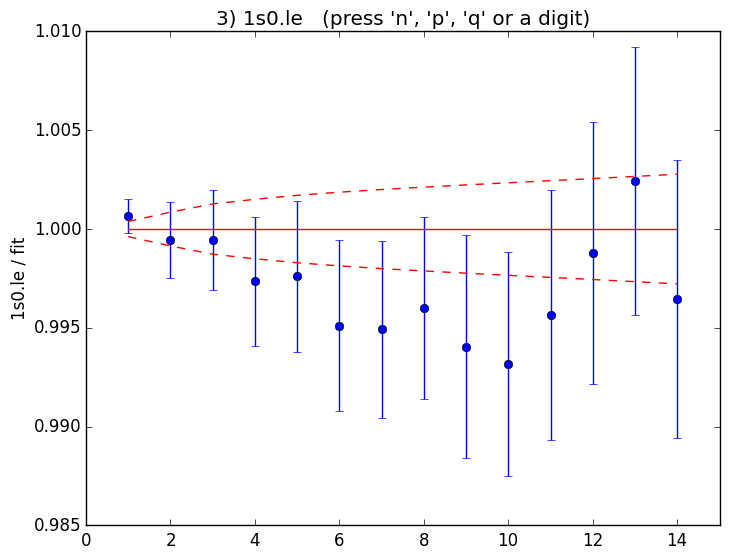 3) 1s0.le   (press 'n', 'p', 'q' or a digit)
1.010
1.005
1.000
0.995
0.990
0.985
1s0.le / fit
0 2 4 6 8 10 12 14